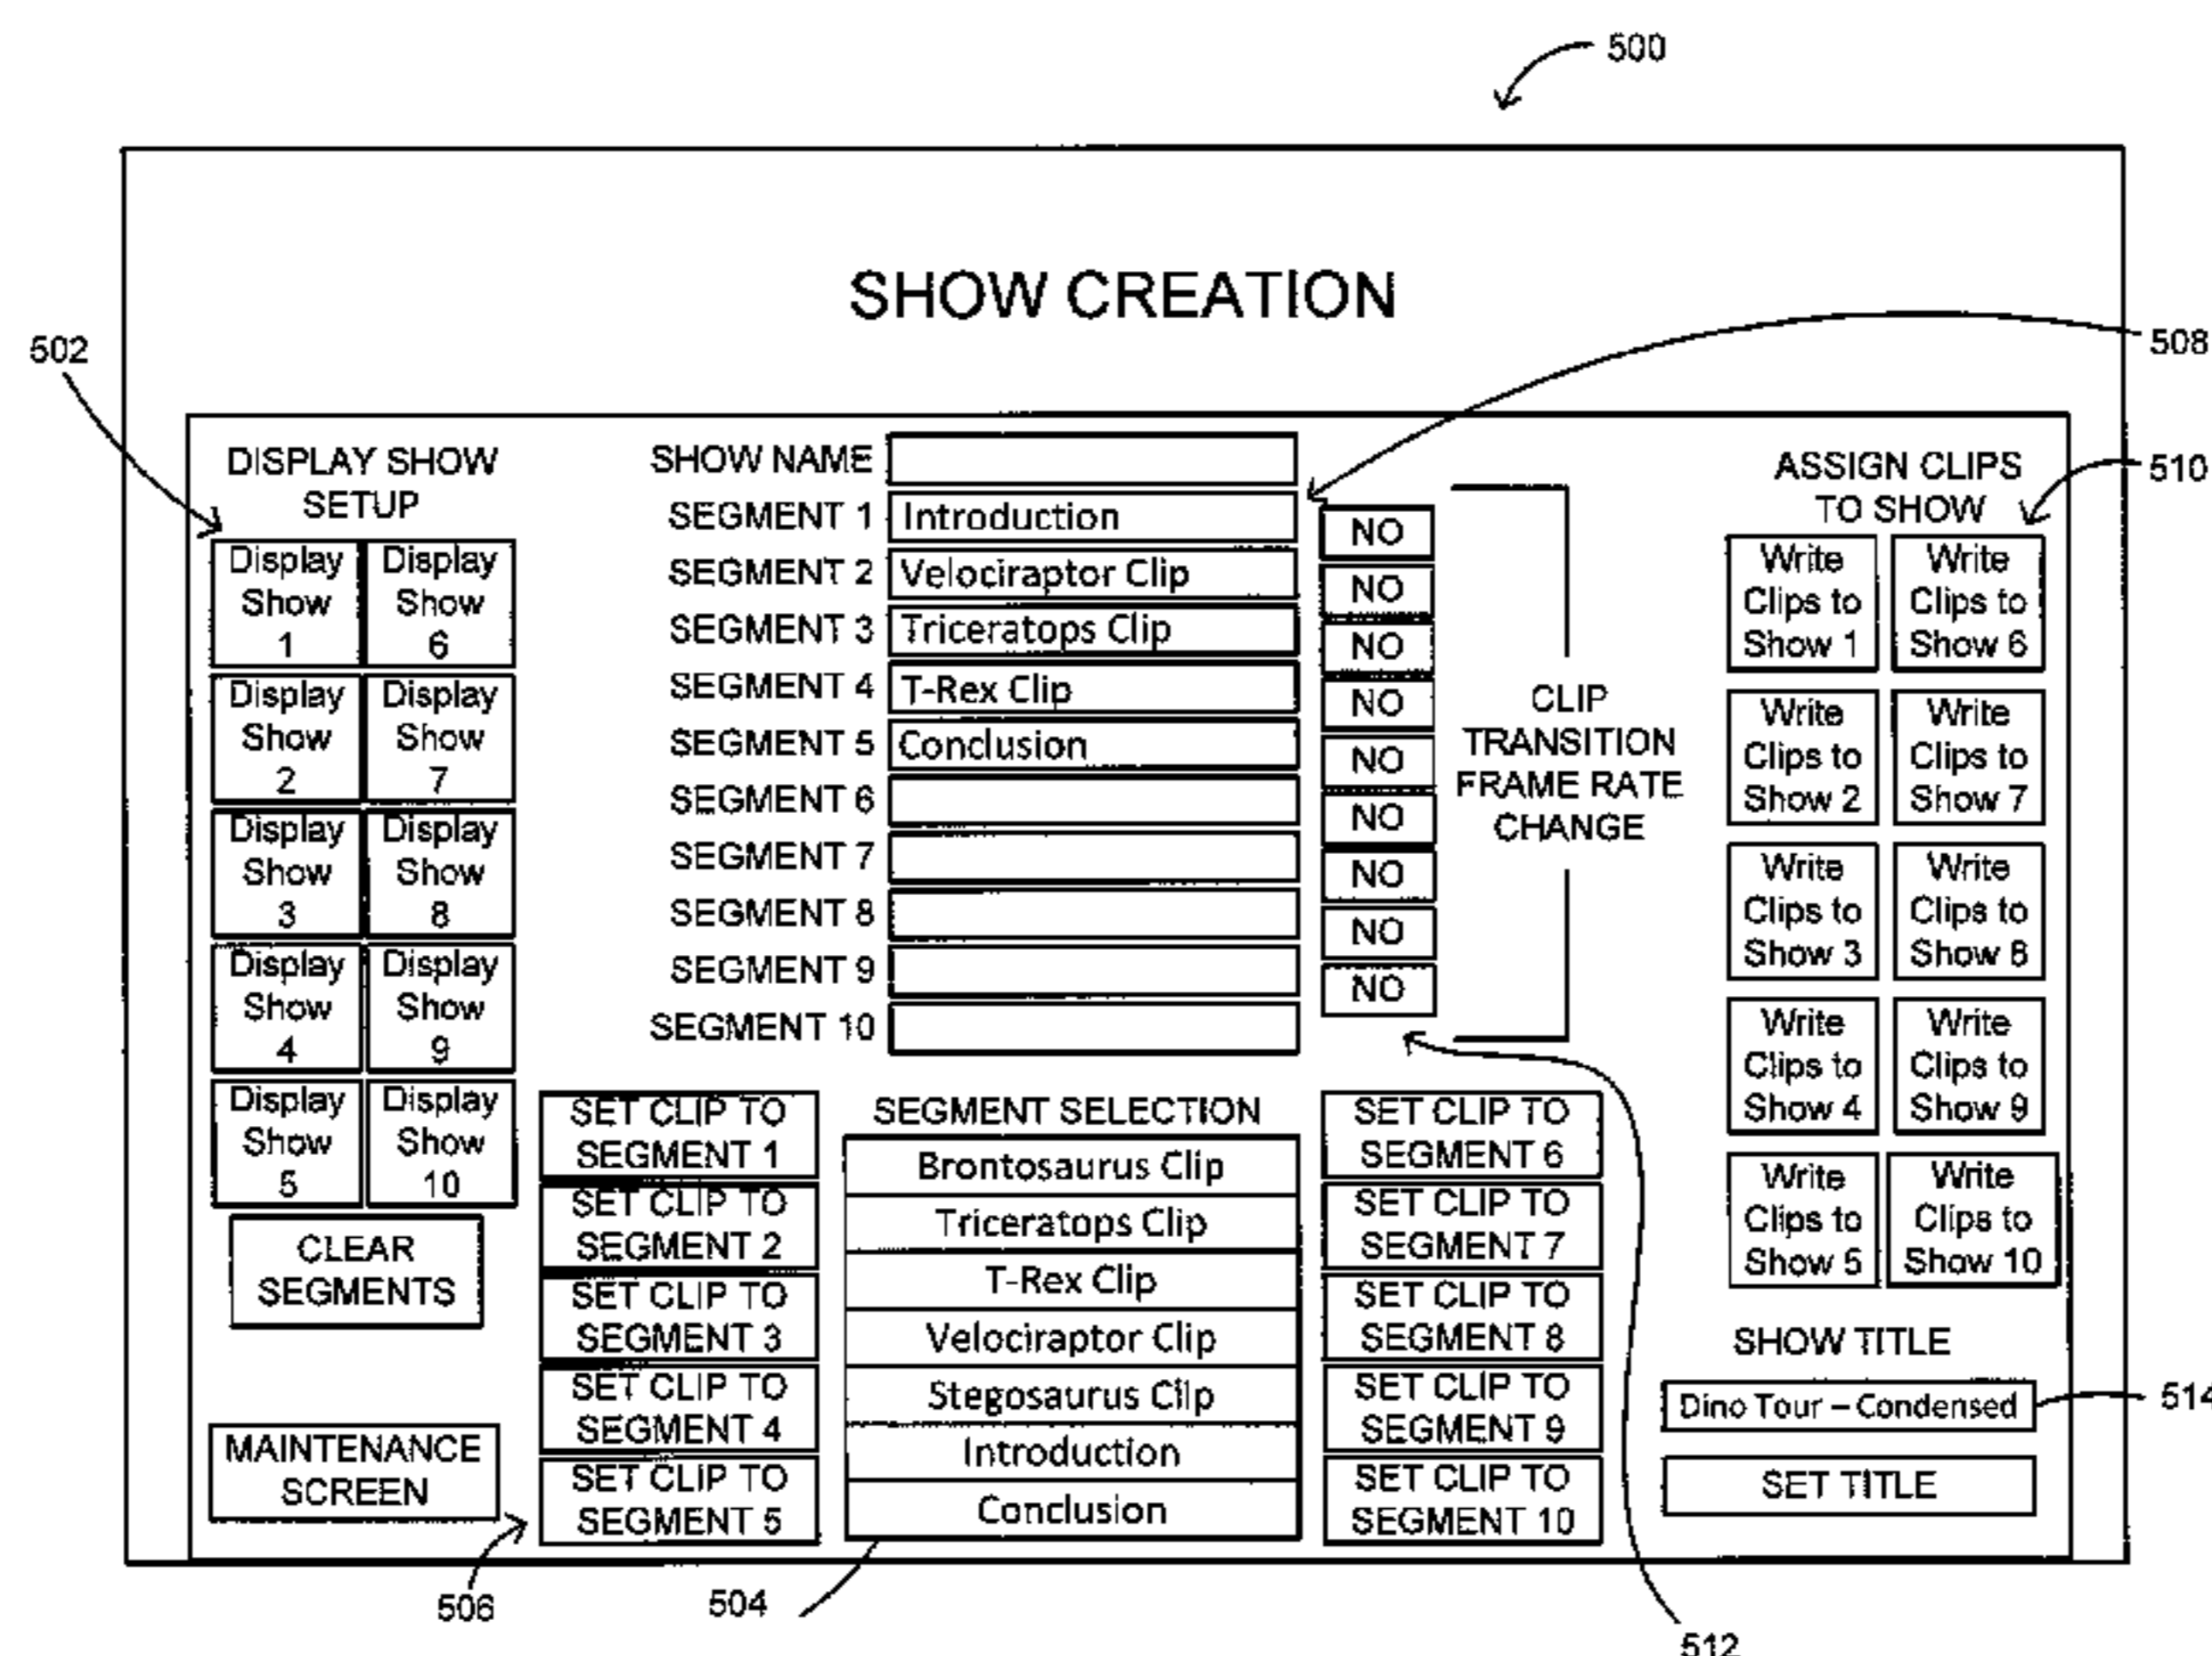 500
SHOW CREATION
502
508
DISPLAY SHOW
SETUP
Display
Show
1
Display
Show
6
Display
Show
2
Display
Show
7
Display
Show
3
Display
Show
8
Display
Show
4
Display
Show
9
Display
Show
5
Display
Show
10
CLEAR
SEGMENTS
MAINTENANCE
SCREEN
SHOW NAME
SEGMENT 1 Introduction
SEGMENT 2 Velociraptor Clip
SEGMENT 3 Triceratops Clip
SEGMENT 4 T-Rex Clip
SEGMENT 5 Conclusion
SEGMENT 6
SEGMENT 7
SEGMENT 8
SEGMENT 9
SEGMENT 10
NO
NO
NO
NO
NO
NO
NO
NO
NO
CLIP
TRANSITION
FRAME RATE
CHANGE
SET CLIP TO
SEGMENT 1
SET CLIP TO
SEGMENT 2
SET CLIP TO
SEGMENT 3
SET CLIP TO
SEGMENT 4
SET CLIP TO
SEGMENT 5
SEGMENT SELECTION
Brontosaurus Clip
Triceratops Clip
T-Rex Clip
Velociraptor Clip
Stegosaurus Clip
Introduction
Conclusion
SET CLIP TO
SEGMENT 6
SET CLIP TO
SEGMENT 7
SET CLIP TO
SEGMENT 8
SET CLIP TO
SEGMENT 9
SET CLIP TO
SEGMENT 10
ASSIGN CLIPS
TO SHOW
510
Write
Clips to
Show 1
Write
Clips to
Show 6
Write
Clips to
Show 2
Write
Clips to
Show 7
Write
Clips to
Show 3
Write
Clips to
Show 8
Write
Clips to
Show 4
Write
Clips to
Show 9
Write
Clips to
Show 5
Write
Clips to
Show 10
SHOW TITLE
Dino Tour – Condensed
514
SET TITLE
506
504
512